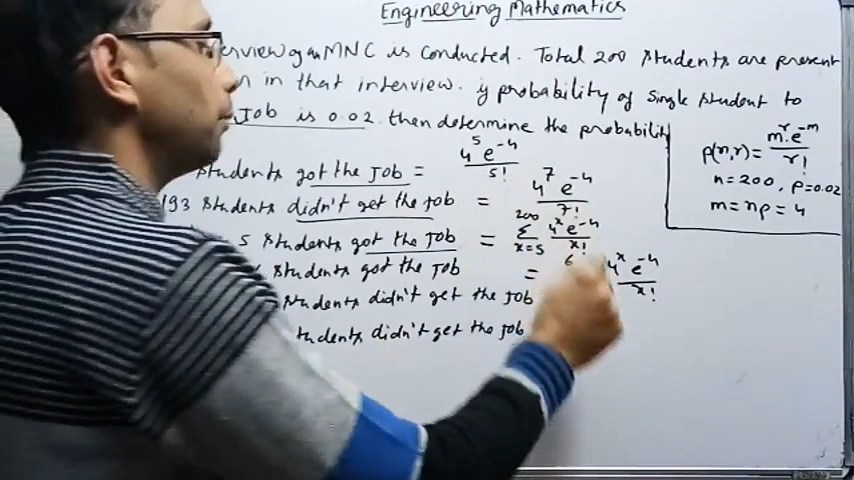 Engineering Mathematics
interview of an MNC is conducted. Total 200 students are present
in that interview. if probability of single student to
Job is 0.02. then determine the probability
students got the Job = 4^5 e^-4 / 5!
193 students didn't get the Job = 4^7 e^-4 / 7!
5 students got the Job = 200 Σ x=5 4^x e^-4 / x!
students got the Job = 6 4^x e^-4 / x!
students didn't get the Job
students didn't get the Job
P(n,r) = m^r e^-m / r!
n = 200, P = 0.02
m = np = 4